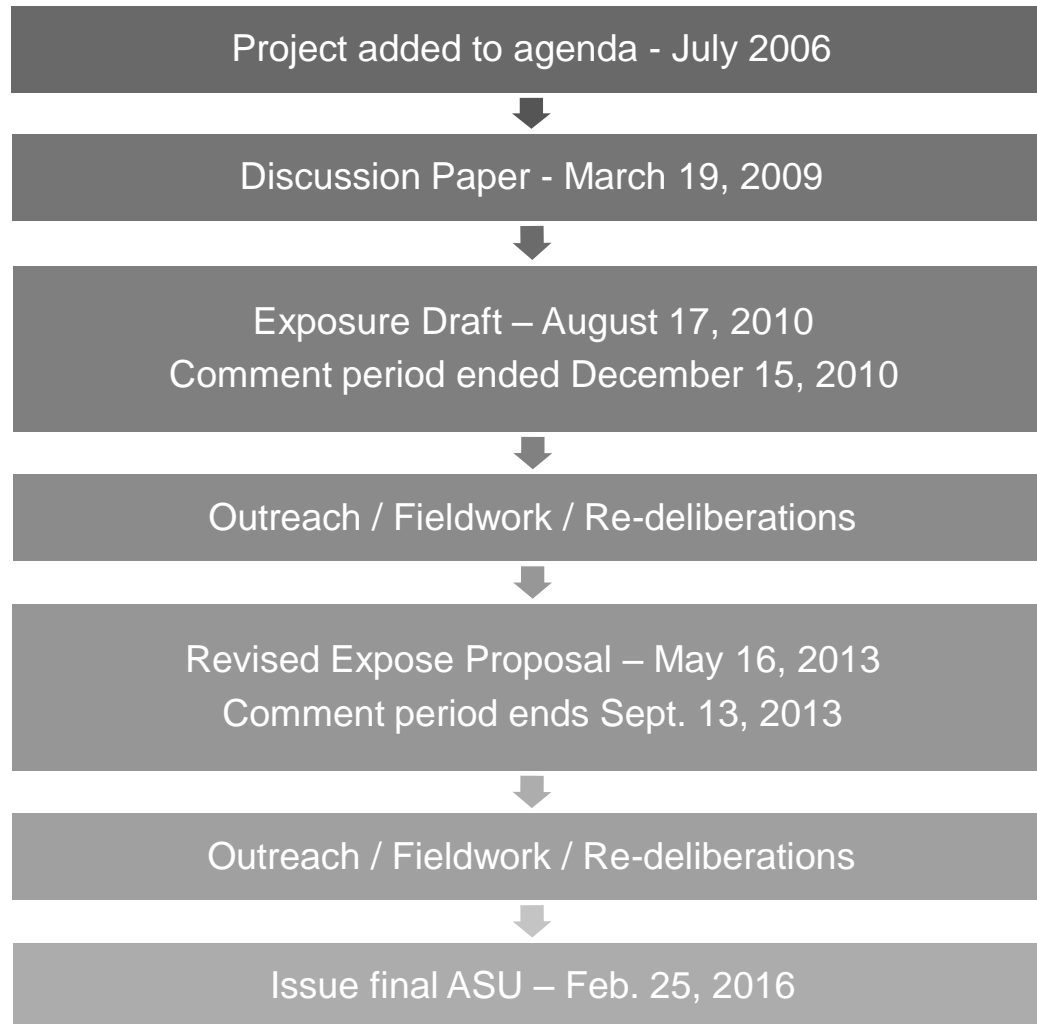 Project added to agenda - July 2006
Discussion Paper - March 19, 2009
Exposure Draft – August 17, 2010
Comment period ended December 15, 2010
Outreach / Fieldwork / Re-deliberations
Revised Expose Proposal – May 16, 2013
Comment period ends Sept. 13, 2013
Outreach / Fieldwork / Re-deliberations
Issue final ASU – Feb. 25, 2016